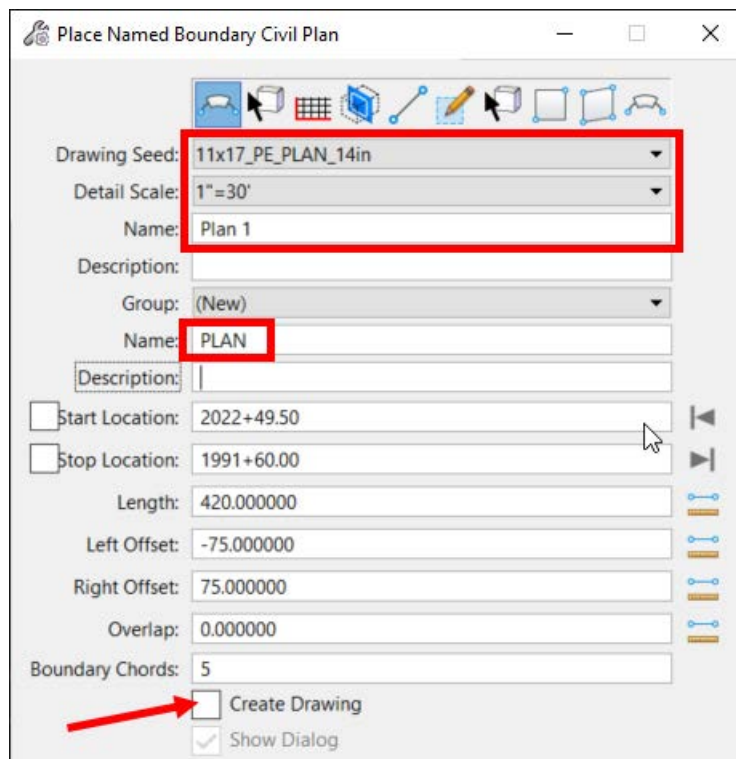 Place Named Boundary Civil Plan
Drawing Seed: 11x17_PE_PLAN_14in
Detail Scale: 1"=30'
Name: Plan 1
Description:
Group: (New)
Name: PLAN
Description:
Start Location: 2022+49.50
Stop Location: 1991+60.00
Length: 420.000000
Left Offset: -75.000000
Right Offset: 75.000000
Overlap: 0.000000
Boundary Chords: 5
Create Drawing
Show Dialog